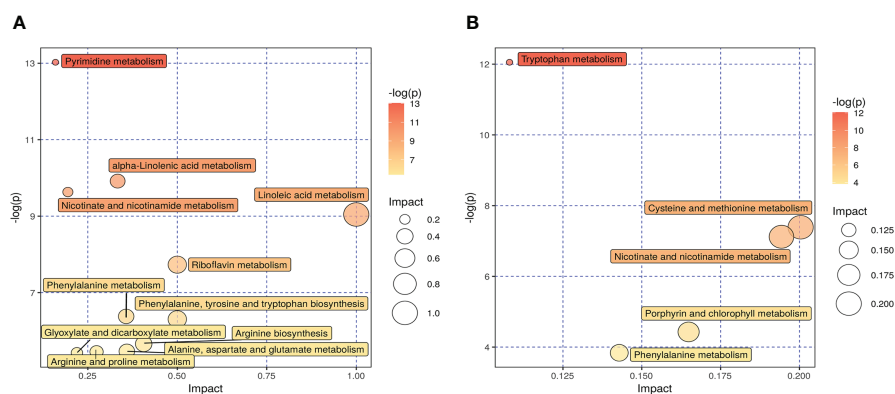 A
13
11
9
7
-log(p)
Pyrimidine metabolism
alpha-Linolenic acid metabolism
Linoleic acid metabolism
Nicotinate and nicotinamide metabolism
Riboflavin metabolism
Phenylalanine metabolism
Phenylalanine, tyrosine and tryptophan biosynthesis
Glyoxylate and dicarboxylate metabolism
Arginine biosynthesis
Alanine, aspartate and glutamate metabolism
Arginine and proline metabolism
0.25
0.50
0.75
1.00
Impact
-log(p)
13
11
9
7
Impact
0.2
0.4
0.6
0.8
1.0
B
12
10
8
6
4
-log(p)
Tryptophan metabolism
Cysteine and methionine metabolism
Nicotinate and nicotinamide metabolism
Porphyrin and chlorophyll metabolism
Phenylalanine metabolism
0.125
0.150
0.175
0.200
Impact
-log(p)
12
10
8
6
4
Impact
0.125
0.150
0.175
0.200